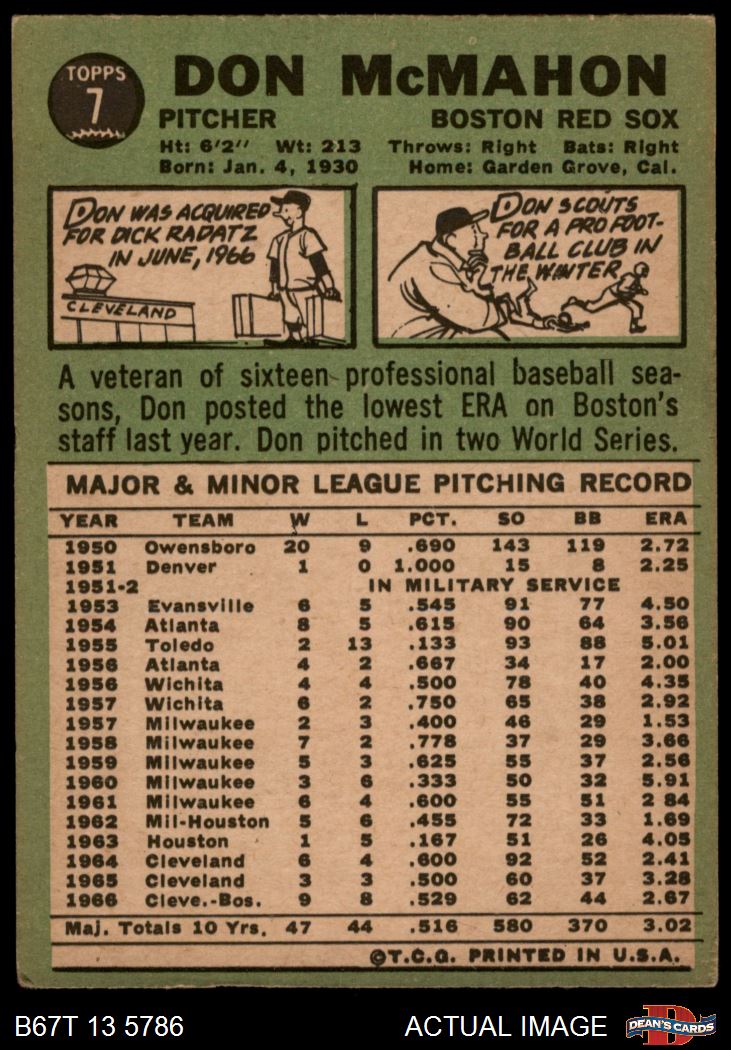 TOPPS
7
DON McMAHON
PITCHER BOSTON RED SOX
Ht: 6'2" Wt: 213 Throws: Right Bats: Right
Born: Jan. 4, 1930 Home: Garden Grove, Cal.
DON WAS ACQUIRED
FOR DICK RADATZ
IN JUNE, 1966
CLEVELAND
DON SCOUTS
FOR A PRO FOOT-
BALL CLUB IN
THE WINTER
A veteran of sixteen professional baseball sea-
sons, Don posted the lowest ERA on Boston's
staff last year. Don pitched in two World Series.
MAJOR & MINOR LEAGUE PITCHING RECORD
YEAR TEAM W L PCT. SO BB ERA
1950 Owensboro 20 9 .690 143 119 2.72
1951 Denver 1 0 1.000 15 8 2.25
1951-2 IN MILITARY SERVICE
1953 Evansville 6 5 .545 91 77 4.50
1954 Atlanta 8 5 .615 90 64 3.56
1955 Toledo 2 13 .133 93 88 5.01
1956 Atlanta 4 2 .667 34 17 2.00
1956 Wichita 4 4 .500 78 40 4.35
1957 Wichita 6 2 .750 65 38 2.92
1957 Milwaukee 2 3 .400 46 29 1.53
1958 Milwaukee 7 2 .778 37 29 3.66
1959 Milwaukee 5 3 .625 55 37 2.56
1960 Milwaukee 3 6 .333 50 32 5.91
1961 Milwaukee 6 4 .600 55 51 2 84
1962 Mil-Houston 5 6 .455 72 33 1.69
1963 Houston 1 5 .167 51 26 4.05
1964 Cleveland 6 4 .600 92 52 2.41
1965 Cleveland 3 3 .500 60 37 3.28
1966 Cleve.-Bos. 9 8 .529 62 44 2.67
Maj. Totals 10 Yrs. 47 44 .516 580 370 3.02
©T.C.G. PRINTED IN U.S.A.
B67T 13 5786 ACTUAL IMAGE
D
DEAN'S CARDS